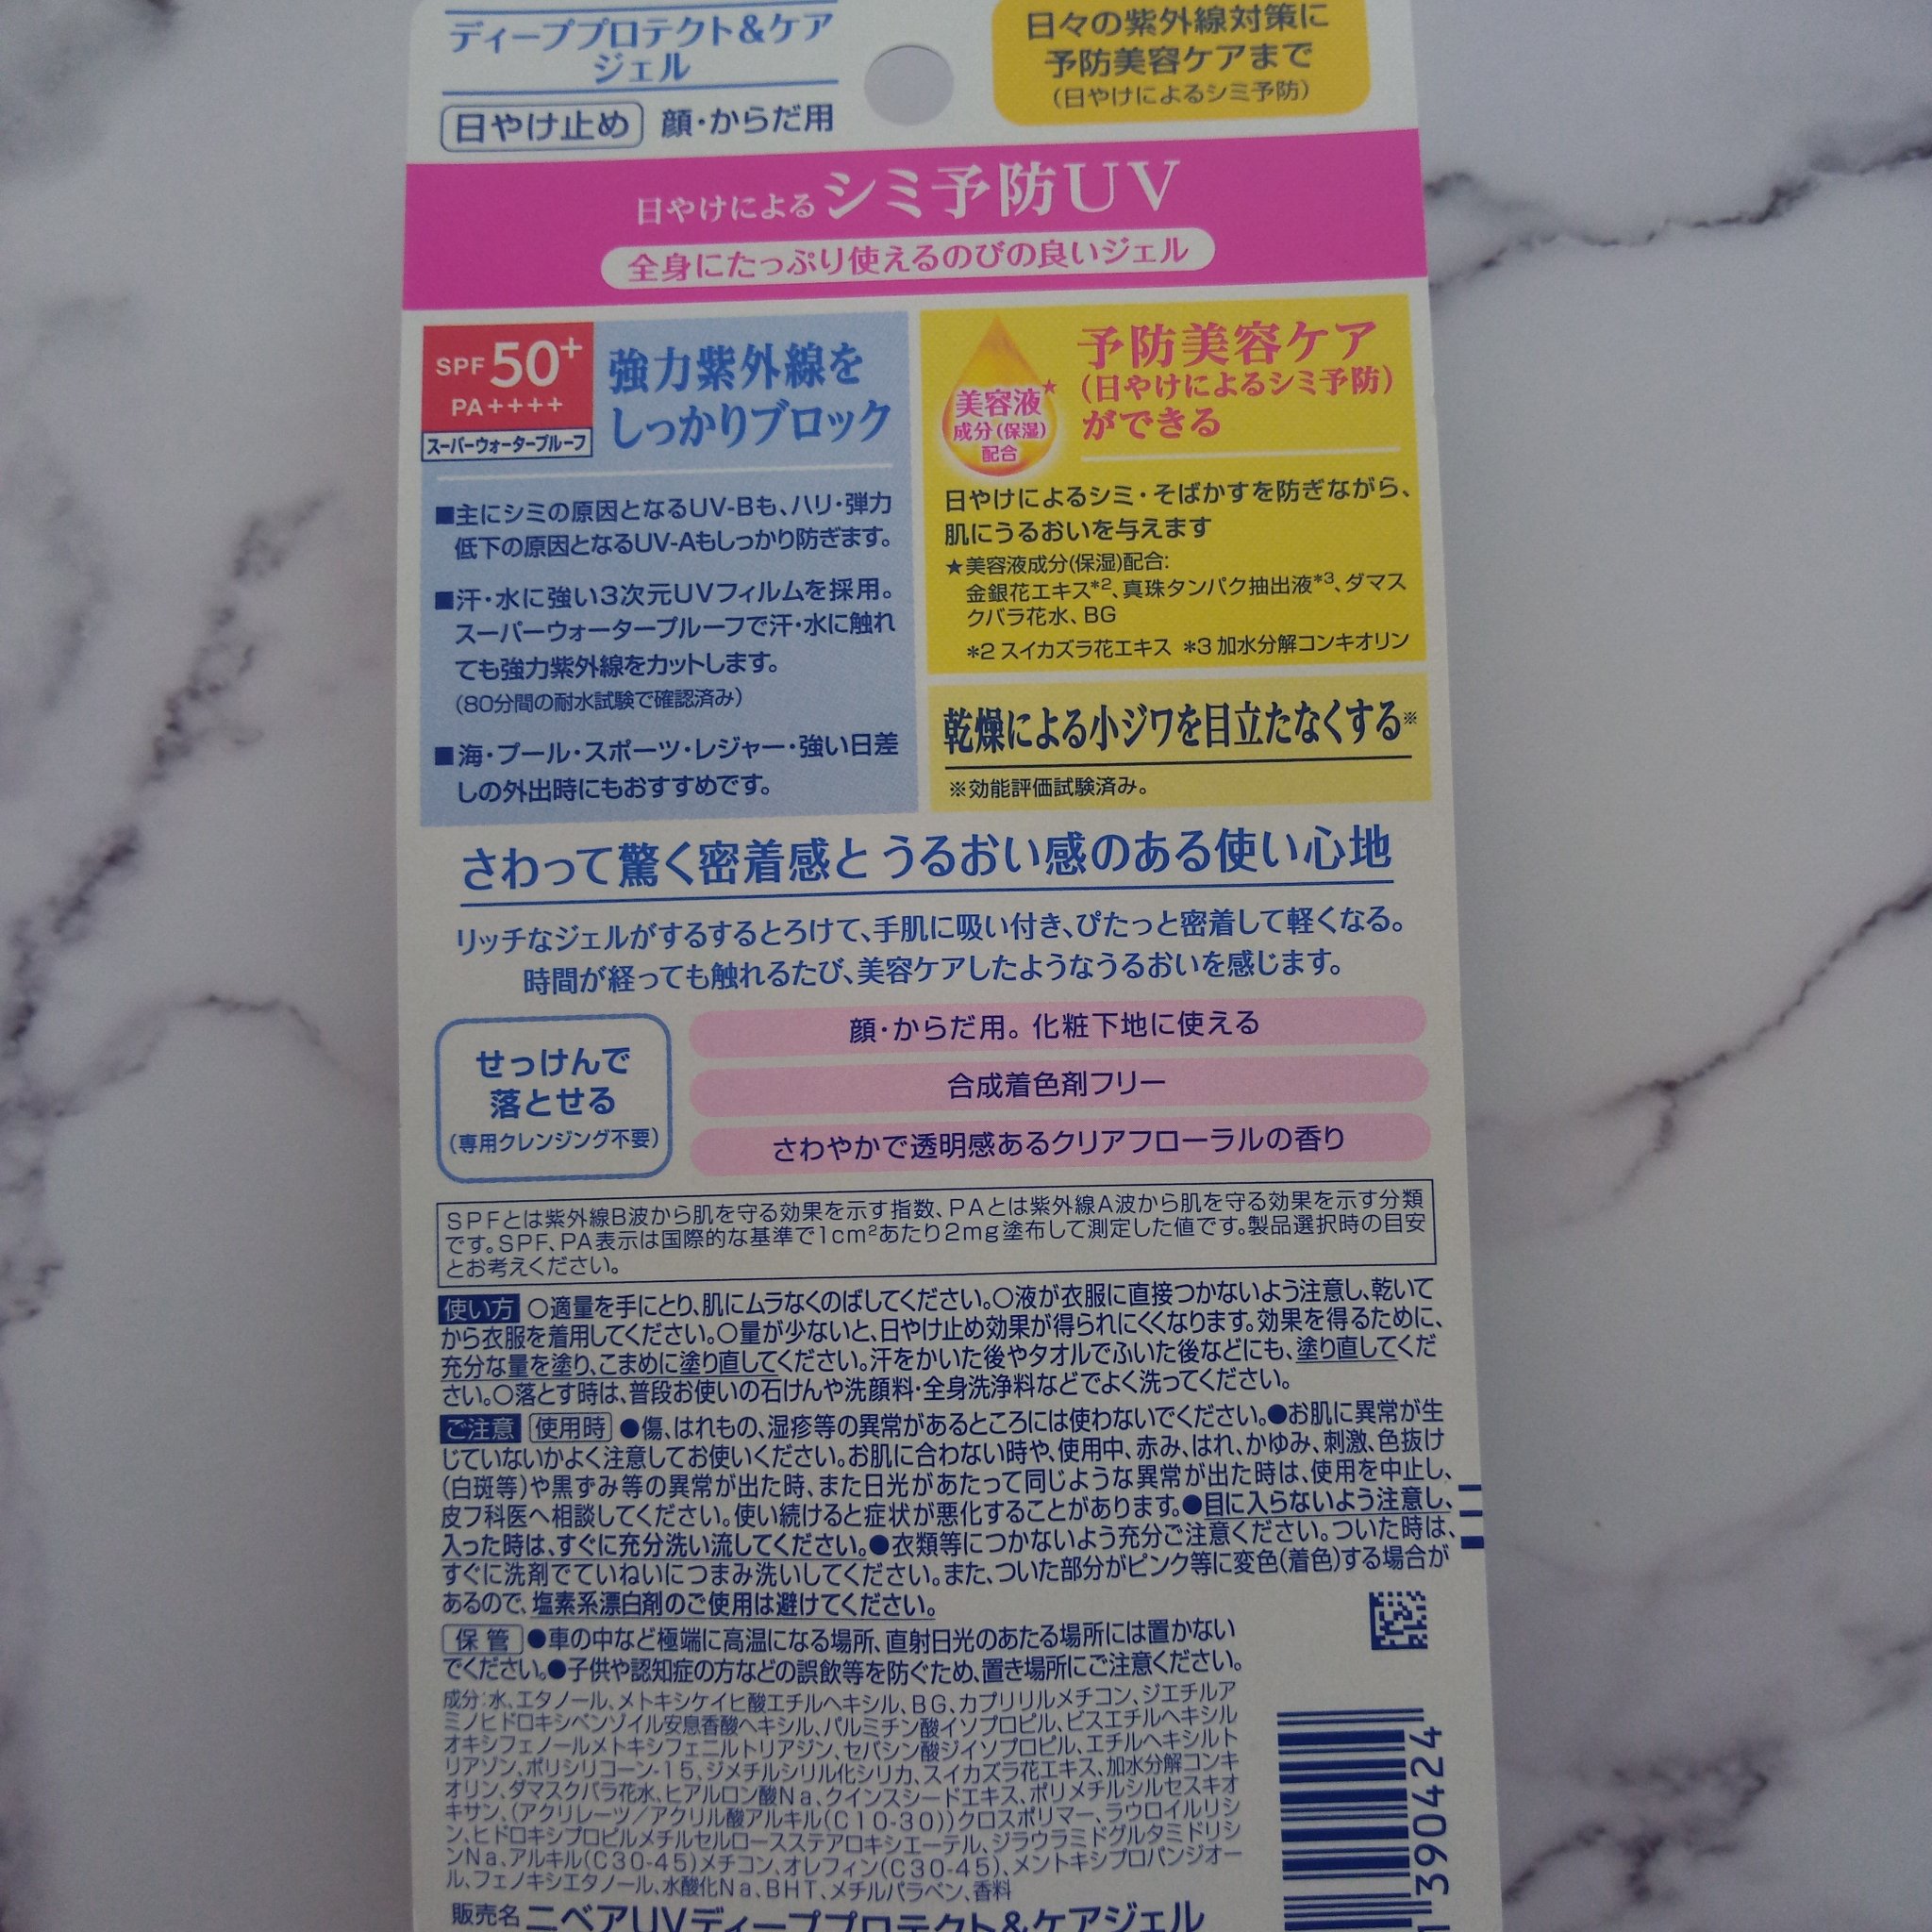 ディーププロテクト&ケア
ジェル
日やけ止め 顔・からだ用
日々の紫外線対策に
予防美容ケアまで
(日やけによるシミ予防)
日やけによるシミ予防UV
全身にたっぷり使えるのびの良いジェル
SPF50+
PA++++
スーパーウォータープルーフ
強力紫外線を
しっかりブロック
■主にシミの原因となるUV-Bも、ハリ・弾力
低下の原因となるUV-Aもしっかり防ぎます。
■汗・水に強い3次元UVフィルムを採用。
スーパーウォータープルーフで汗・水に触れ
ても強力紫外線をカットします。
(80分間の耐水試験で確認済み)
■海・プール・スポーツ・レジャー・強い日差
しの外出時にもおすすめです。
美容液★
成分(保湿)
配合
予防美容ケア
(日やけによるシミ予防)
ができる
日やけによるシミ・そばかすを防ぎながら、
肌にうるおいを与えます
★美容液成分(保湿)配合:
金銀花エキス*2、真珠タンパク抽出液*3、ダマス
クバラ花水、BG
*2 スイカズラ花エキス *3 加水分解コンキオリン
乾燥による小ジワを目立たなくする※
※効能評価試験済み。
さわって驚く密着感とうるおい感のある使い心地
リッチなジェルがするするとろけて、手肌に吸い付き、ぴたっと密着して軽くなる。
時間が経っても触れるたび、美容ケアしたようなうるおいを感じます。
せっけんで
落とせる
(専用クレンジング不要)
顔・からだ用。化粧下地に使える
合成着色剤フリー
さわやかで透明感あるクリアフローラルの香り
SPFとは紫外線B波から肌を守る効果を示す指数、PAとは紫外線A波から肌を守る効果を示す分類
です。SPF、PA表示は国際的な基準で1cm²あたり2mg塗布して測定した値です。製品選択時の目安
とお考えください。
使い方 ○適量を手にとり、肌にムラなくのばしてください。○液が衣服に直接つかないよう注意し、乾いて
から衣服を着用してください。○量が少ないと、日やけ止め効果が得られにくくなります。効果を得るために、
充分な量を塗り、こまめに塗り直してください。汗をかいた後やタオルでふいた後などにも、塗り直してくだ
さい。○落とす時は、普段お使いの石けんや洗顔料・全身洗浄料などでよく洗ってください。
ご注意 使用時 ●傷、はれもの、湿疹等の異常があるところには使わないでください。●お肌に異常が生
じていないかよく注意してお使いください。お肌に合わない時や、使用中、赤み、はれ、かゆみ、刺激、色抜け
(白斑等)や黒ずみ等の異常が出た時、また日光があたって同じような異常が出た時は、使用を中止し、
皮フ科医へ相談してください。使い続けると症状が悪化することがあります。●目に入らないよう注意し、
入った時は、すぐに充分洗い流してください。●衣類等につかないよう充分ご注意ください。ついた時は、
すぐに洗剤でていねいにつまみ洗いしてください。また、ついた部分がピンク等に変色(着色)する場合が
あるので、塩素系漂白剤のご使用は避けてください。
保管 ●車の中など極端に高温になる場所、直射日光のあたる場所には置かない
でください。●子供や認知症の方などの誤飲等を防ぐため、置き場所にご注意ください。
成分:水、エタノール、メトキシケイヒ酸エチルヘキシル、BG、カプリリルメチコン、ジエチルア
ミノヒドロキシベンゾイル安息香酸ヘキシル、パルミチン酸イソプロピル、ビスエチルヘキシル
オキシフェノールメトキシフェニルトリアジン、セバシン酸ジイソプロピル、エチルヘキシルト
リアゾン、ポリシリコーン-15、ジメチルシリル化シリカ、スイカズラ花エキス、加水分解コンキ
オリン、ダマスクバラ花水、ヒアルロン酸Na、クインスシードエキス、ポリメチルシルセスキオ
キサン、(アクリレーツ/アクリル酸アルキル(C10-30))クロスポリマー、ラウロイルリシ
ン、ヒドロキシプロピルメチルセルロースステアロキシエーテル、ジラウラミドグルタミドリシ
ンNa、アルキル(C30-45)メチコン、オレフィン(C30-45)、メントキシプロパンジオー
ル、フェノキシエタノール、水酸化Na、BHT、メチルパラベン、香料
販売名 ニベアUVディーププロテクト&ケアジェル
390424